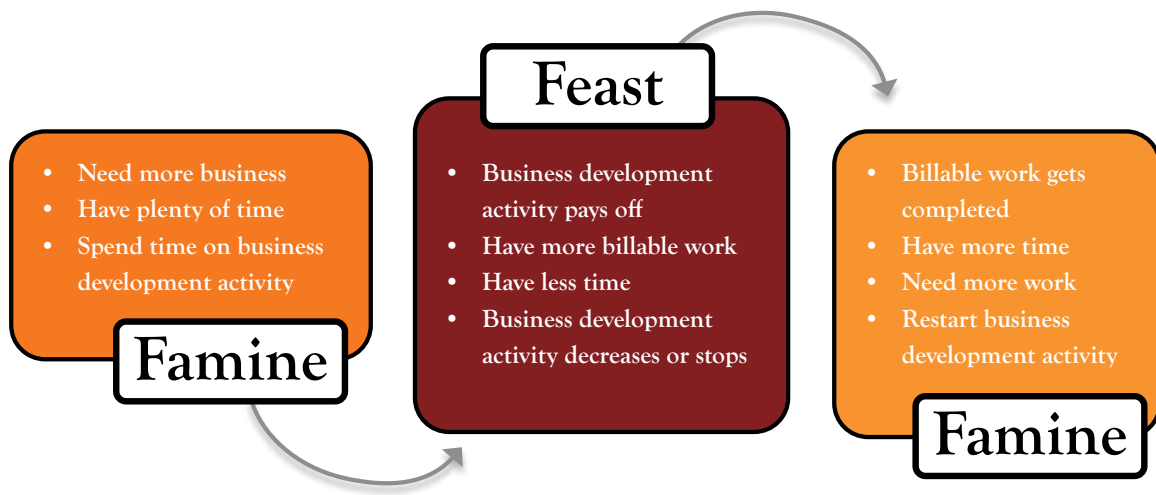 • Need more business
• Have plenty of time
• Spend time on business
development activity
Famine
Feast
• Business development
activity pays off
• Have more billable work
• Have less time
• Business development
activity decreases or stops
• Billable work gets
completed
• Have more time
• Need more work
• Restart business
development activity
Famine